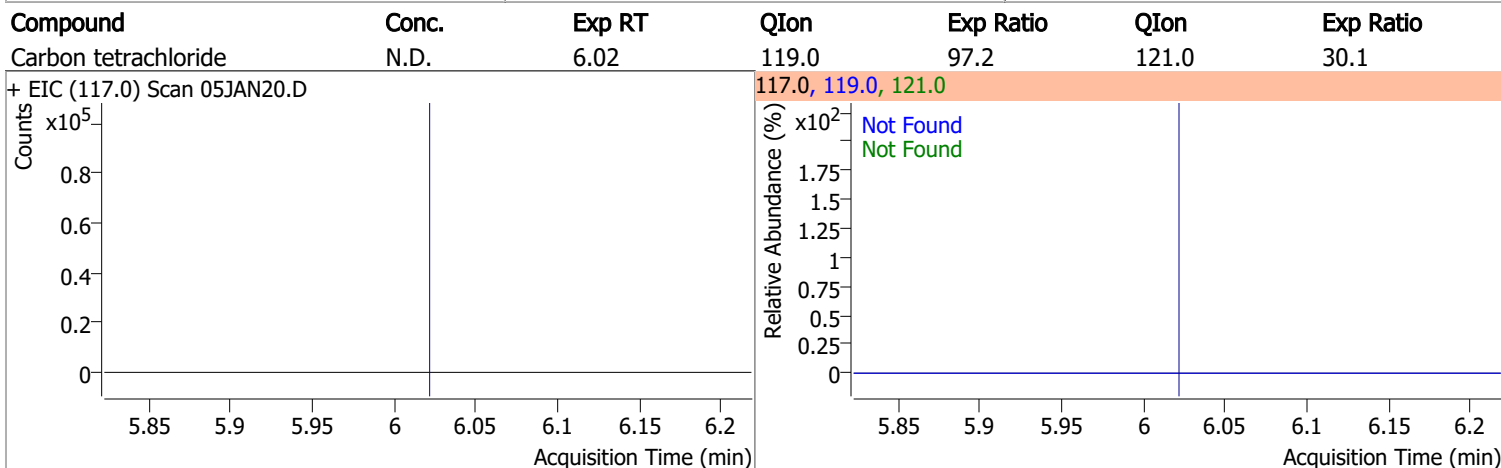 Compound Conc. Exp RT QIon Exp Ratio QIon Exp Ratio
Carbon tetrachloride N.D. 6.02 119.0 97.2 121.0 30.1
+ EIC (117.0) Scan 05JAN20.D
Counts
x10^5
0.8
0.6
0.4
0.2
0
5.85 5.9 5.95 6 6.05 6.1 6.15 6.2
Acquisition Time (min)
117.0, 119.0, 121.0
Relative Abundance (%)
x10^2
Not Found
Not Found
1.75
1.5
1.25
1
0.75
0.5
0.25
0
5.85 5.9 5.95 6 6.05 6.1 6.15 6.2
Acquisition Time (min)